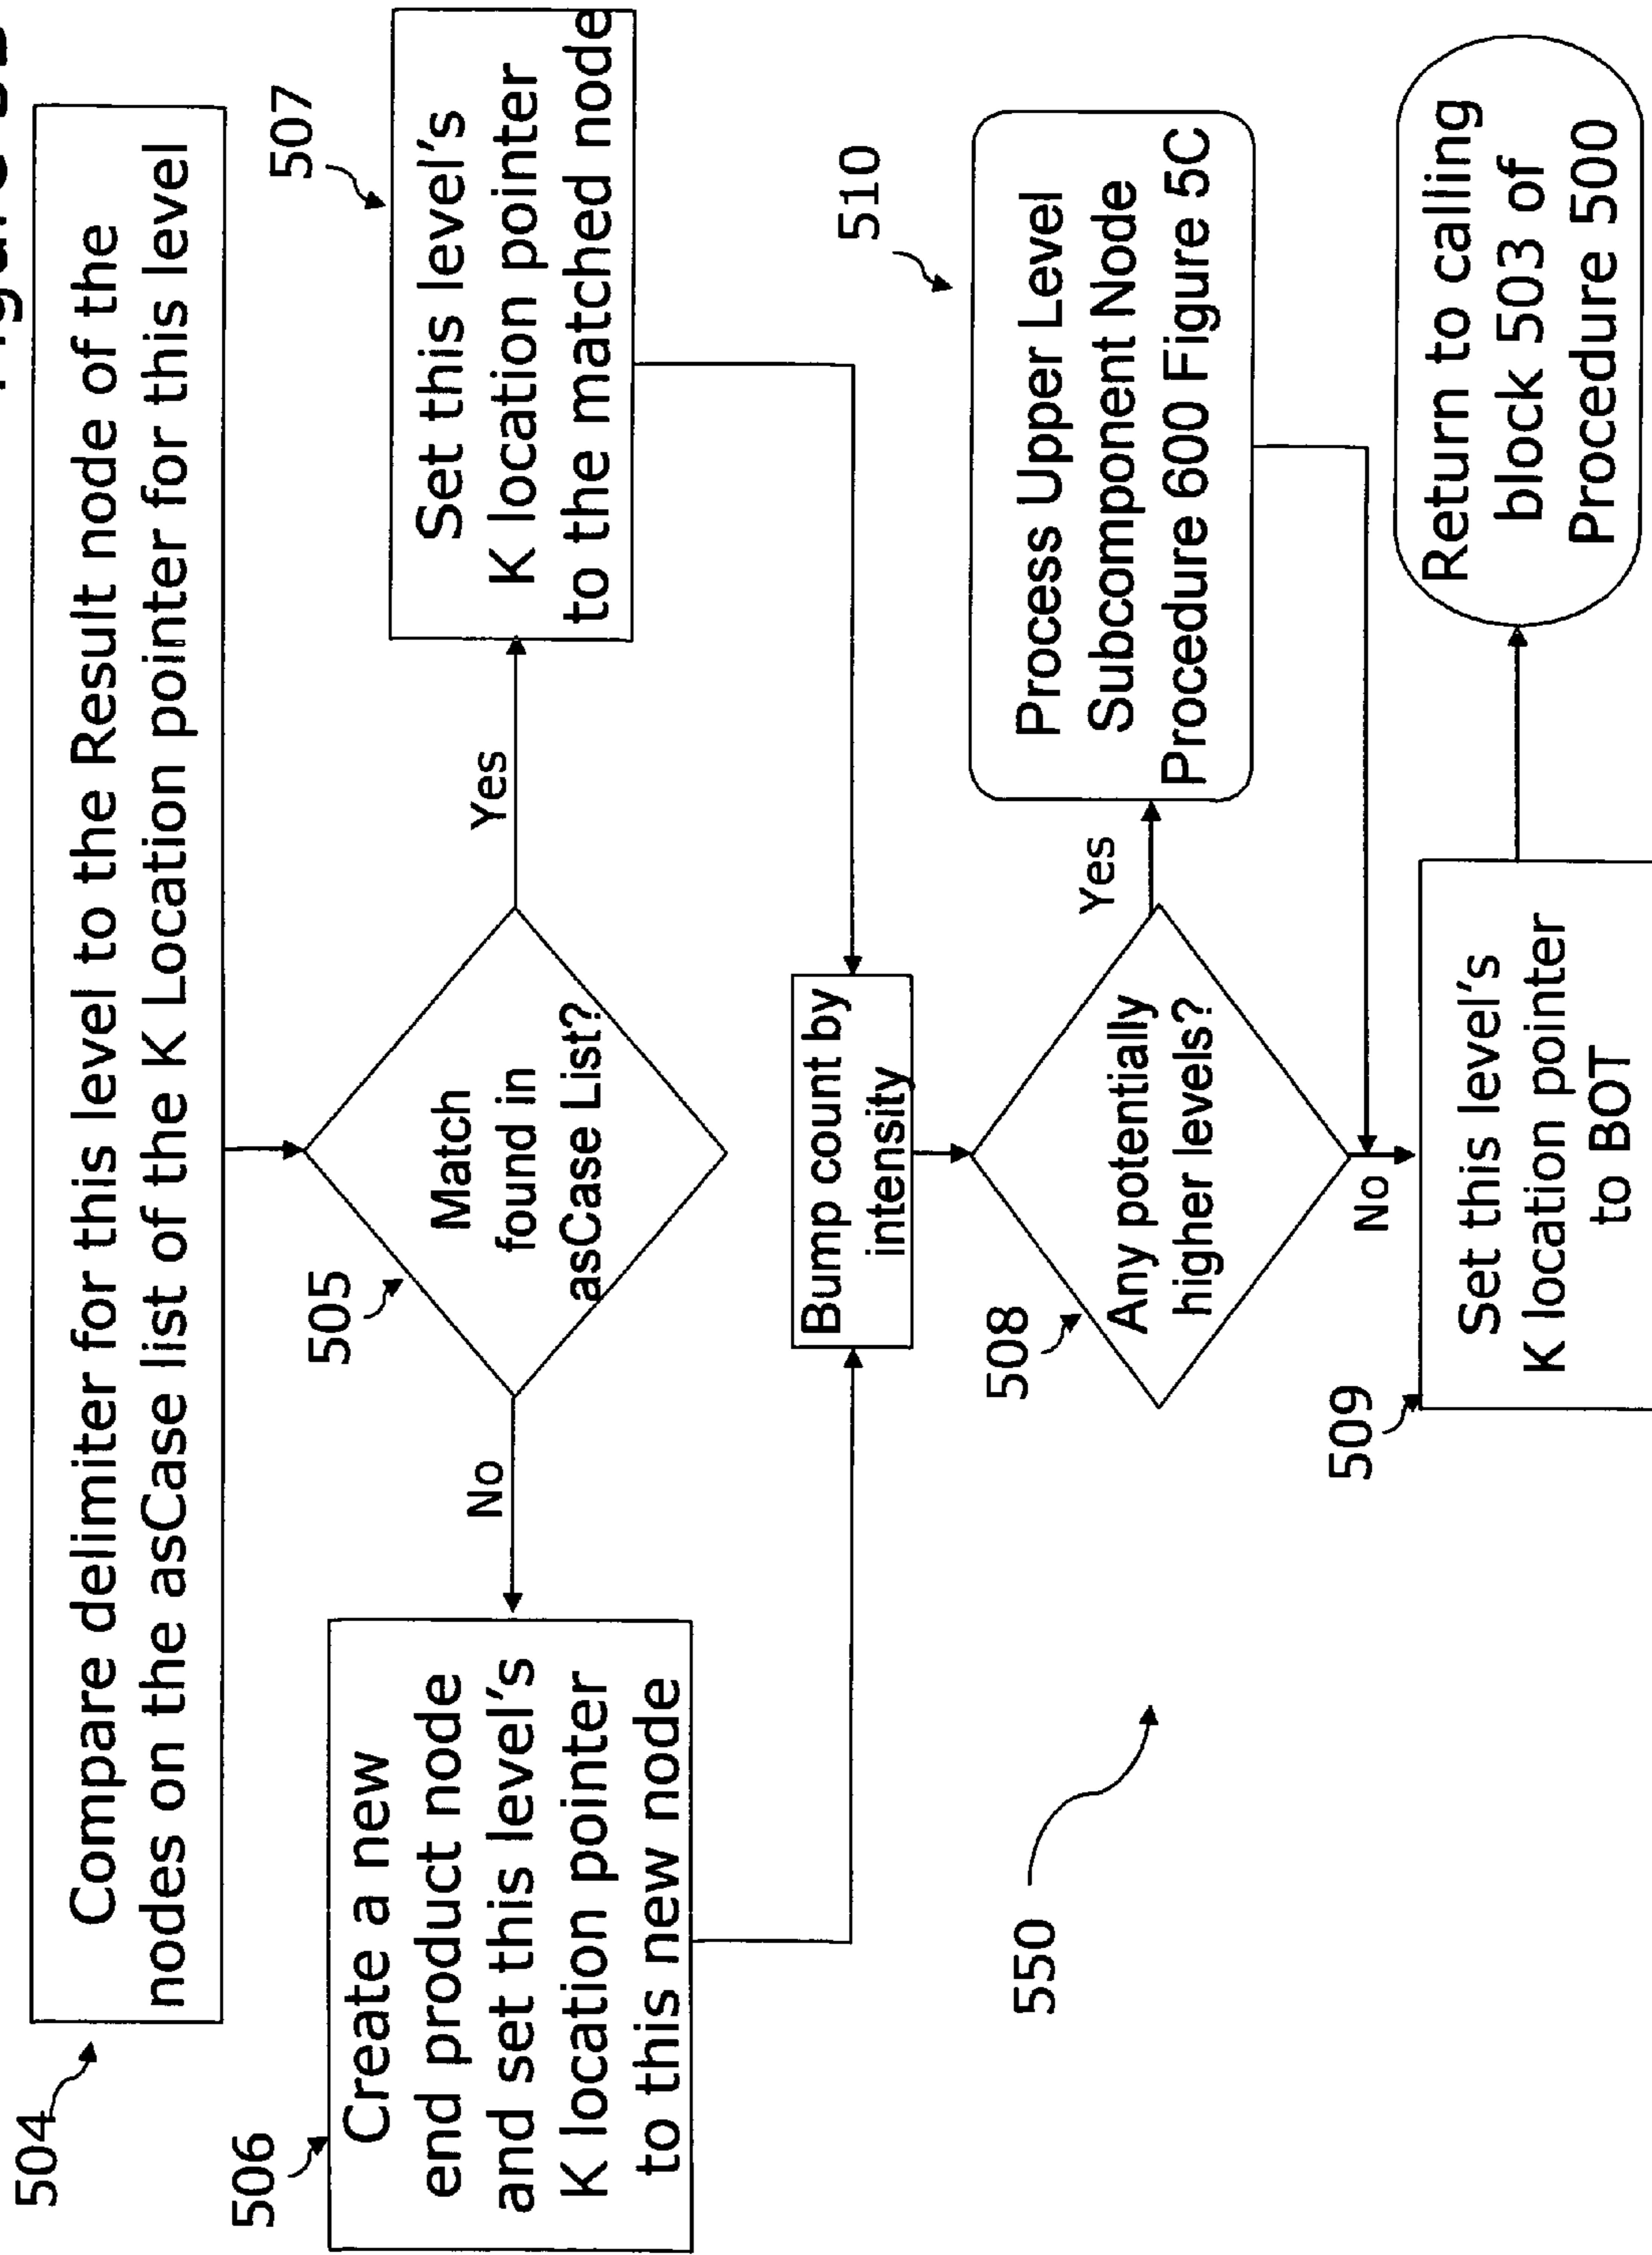 504
Compare delimiter for this level to the Result node of the
nodes on the asCase list of the K Location pointer for this level
505
Match
found in
asCase List?
No
Yes
506
Create a new
end product node
and set this level's
K location pointer
to this new node
507
Set this level's
K location pointer
to the matched node
Bump count by
intensity
508
Any potentially
higher levels?
Yes
No
510
Process Upper Level
Subcomponent Node
Procedure 600 Figure 5C
509
Set this level's
K location pointer
to BOT
Return to calling
block 503 of
Procedure 500
550